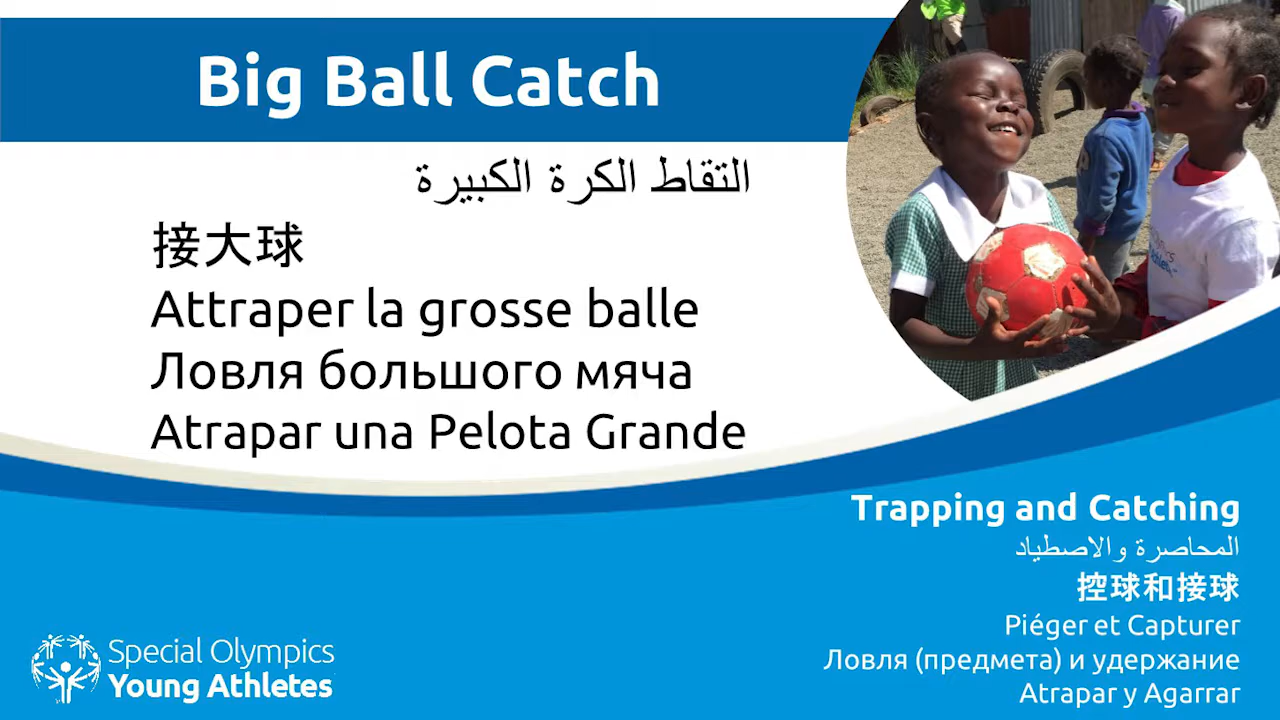 Big Ball Catch
التقاط الكرة الكبيرة
接大球
Attraper la grosse balle
Ловля большого мяча
Atrapar una Pelota Grande
Trapping and Catching
المحاصرة والاصطياد
控球和接球
Piéger et Capturer
Ловля (предмета) и удержание
Atrapar y Agarrar
Special Olympics
Young Athletes